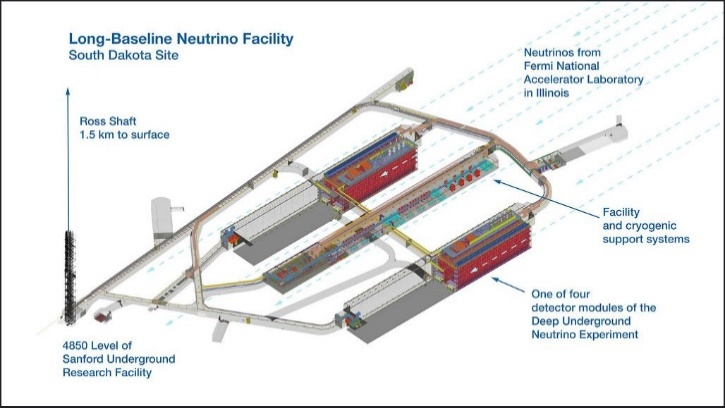 Long-Baseline Neutrino Facility
South Dakota Site
Neutrinos from
Fermi National
Accelerator Laboratory
in Illinois
Ross Shaft
1.5 km to surface
Facility
and cryogenic
support systems
One of four
detector modules of the
Deep Underground
Neutrino Experiment
4850 Level of
Sanford Underground
Research Facility